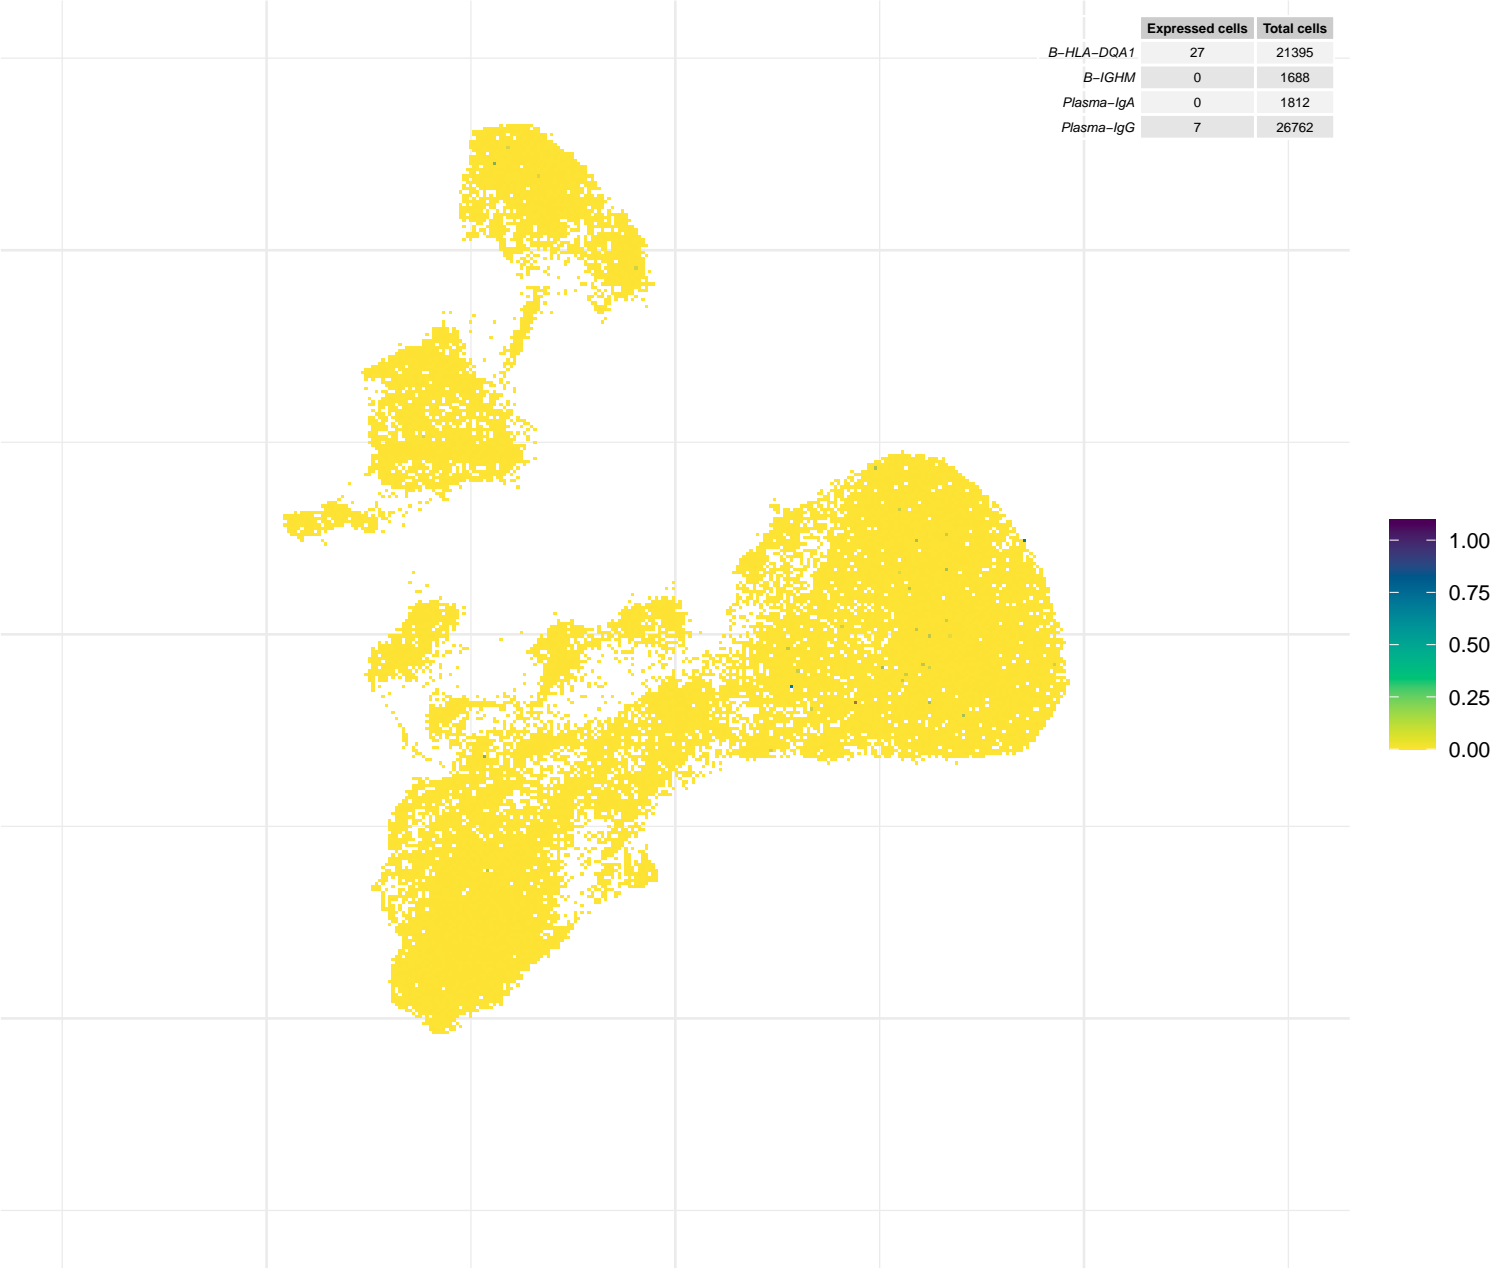 Expressed cells Total cells
B−HLA−DQA1 27 21395
B−IGHM 0 1688
Plasma−IgA 0 1812
Plasma−IgG 7 26762
1.00
0.75
0.50
0.25
0.00